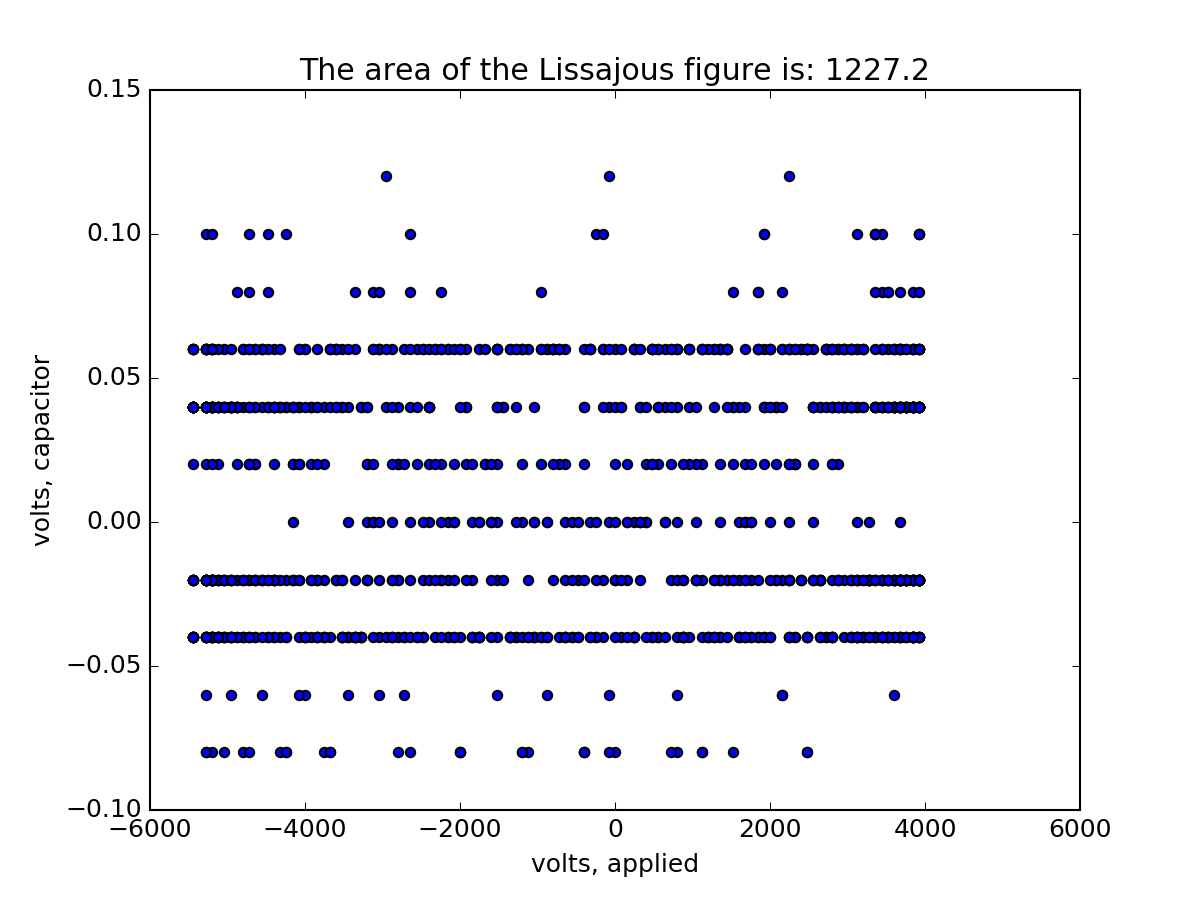 The area of the Lissajous figure is: 1227.2
0.15
0.10
0.05
0.00
−0.05
−0.10
volts, capacitor
−6000 −4000 −2000 0 2000 4000 6000
volts, applied